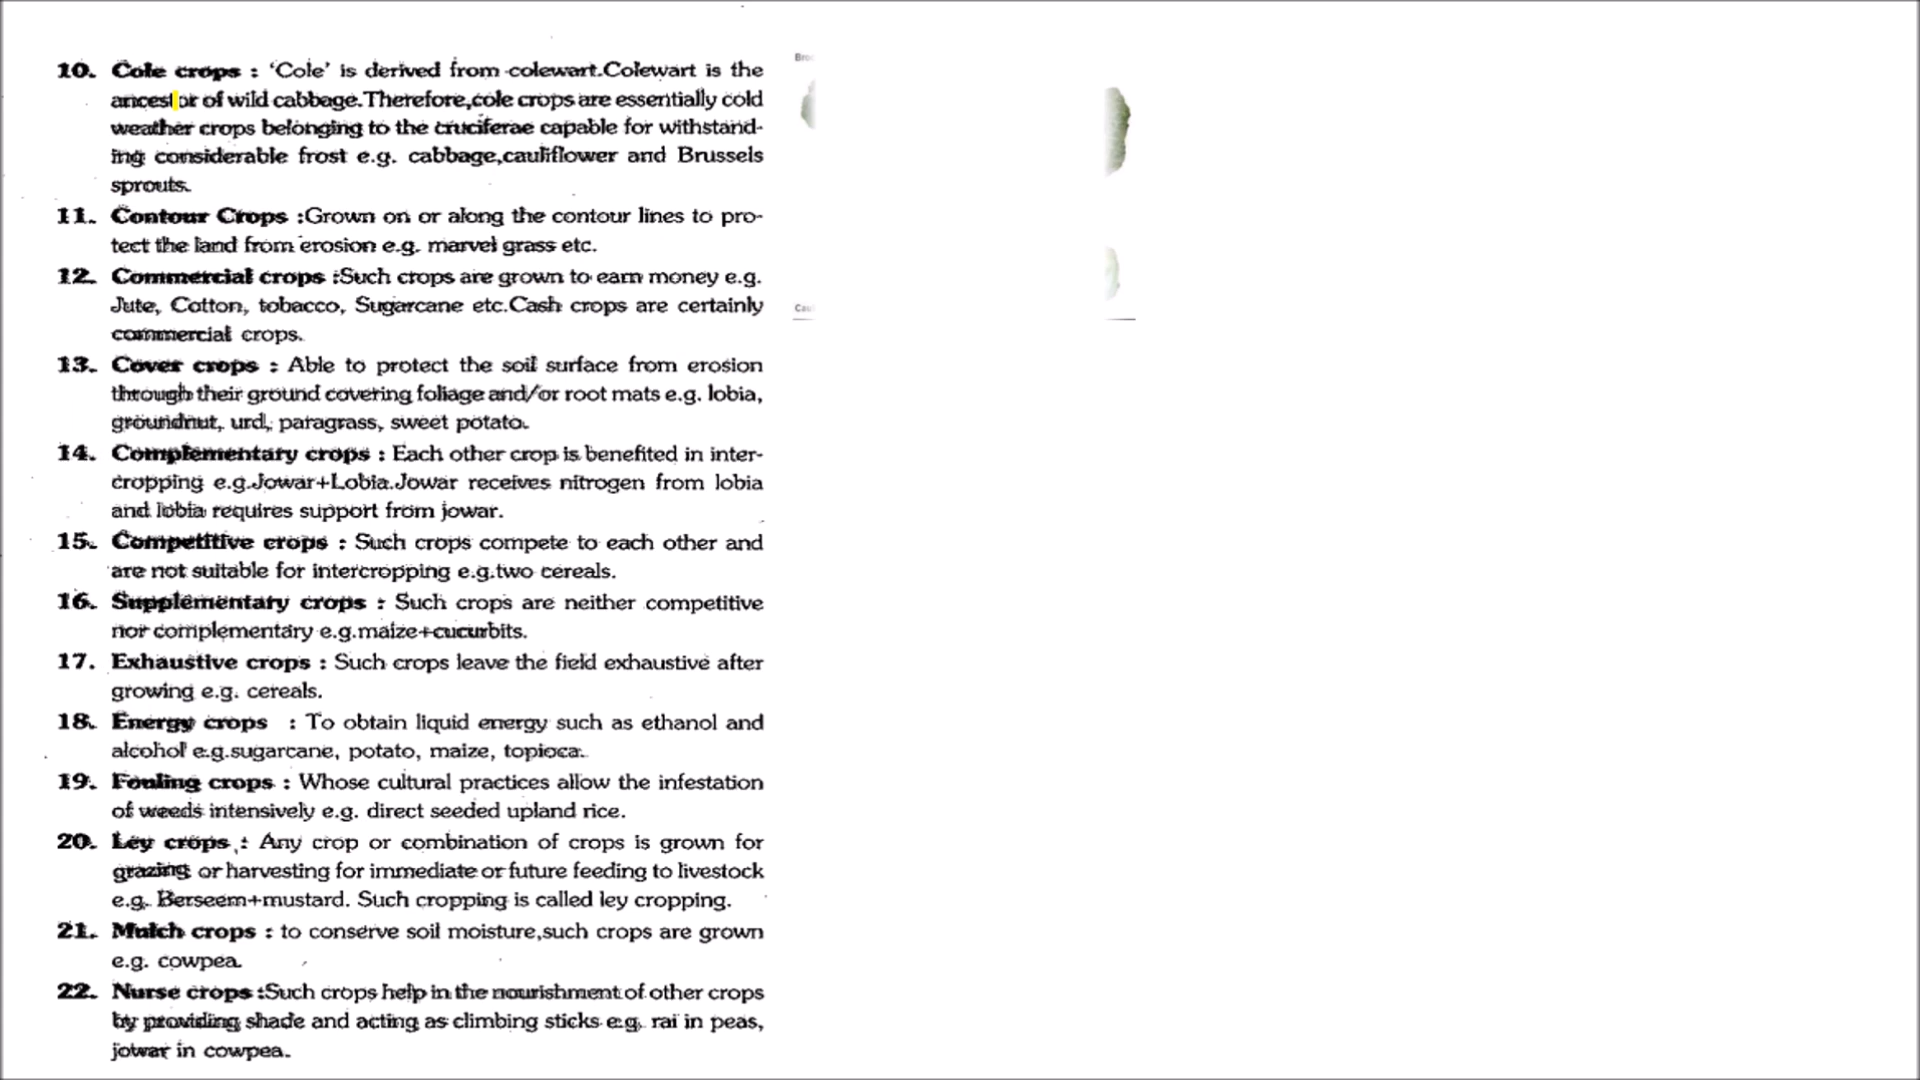 10. Cole crops : 'Cole' is derived from colewart.Colewart is the
ancestor of wild cabbage.Therefore,cole crops are essentially cold
weather crops belonging to the cruciferae capable for withstand-
ing considerable frost e.g. cabbage,cauliflower and Brussels
sprouts.
11. Contour Crops :Grown on or along the contour lines to pro-
tect the land from erosion e.g. marvel grass etc.
12. Commercial crops :Such crops are grown to earn money e.g.
Jute, Cotton, tobacco, Sugarcane etc.Cash crops are certainly
commercial crops.
13. Cover crops : Able to protect the soil surface from erosion
through their ground covering foliage and/or root mats e.g. lobia,
groundnut, urd, paragrass, sweet potato.
14. Complementary crops : Each other crop is benefited in inter-
cropping e.g.Jowar+Lobia.Jowar receives nitrogen from lobia
and lobia requires support from jowar.
15. Competitive crops : Such crops compete to each other and
are not suitable for intercropping e.g.two cereals.
16. Supplementary crops : Such crops are neither competitive
nor complementary e.g.maize+cucurbits.
17. Exhaustive crops : Such crops leave the field exhaustive after
growing e.g. cereals.
18. Energy crops : To obtain liquid energy such as ethanol and
alcohol e.g.sugarcane, potato, maize, topioca.
19. Fouling crops : Whose cultural practices allow the infestation
of weeds intensively e.g. direct seeded upland rice.
20. Ley crops : Any crop or combination of crops is grown for
grazing or harvesting for immediate or future feeding to livestock
e.g. Berseem+mustard. Such cropping is called ley cropping.
21. Mulch crops : to conserve soil moisture,such crops are grown
e.g. cowpea.
22. Nurse crops :Such crops help in the nourishment of other crops
by providing shade and acting as climbing sticks e.g. rai in peas,
jowar in cowpea.